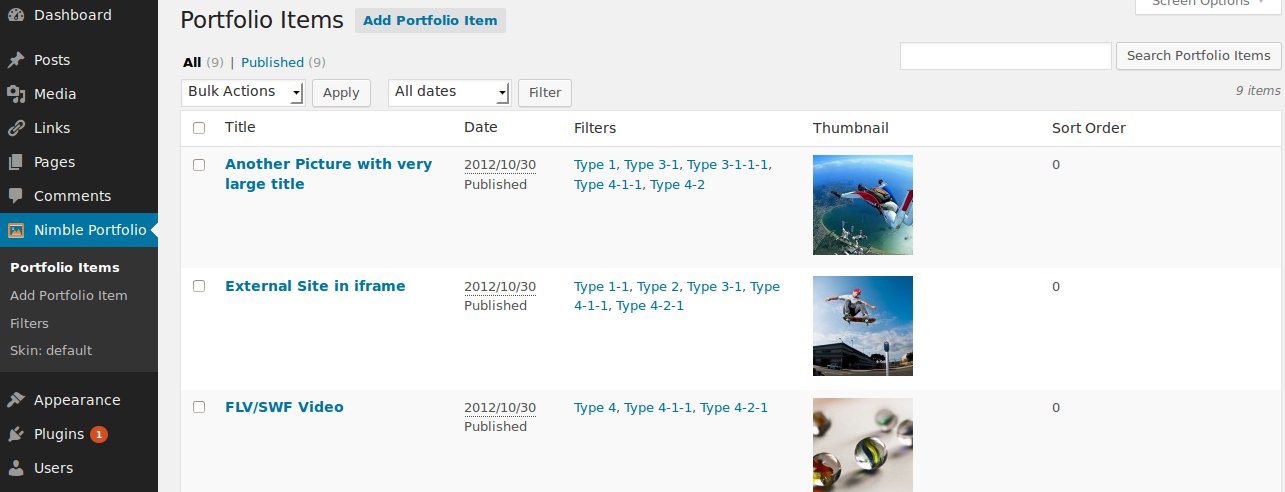 Dashboard
Posts
Media
Links
Pages
Comments
Nimble Portfolio
Portfolio Items
Add Portfolio Item
Filters
Skin: default
Appearance
Plugins 1
Users
Screen Options
Portfolio Items Add Portfolio Item
All (9) | Published (9)
Search Portfolio Items
Bulk Actions Apply All dates Filter
9 items
Title Date Filters Thumbnail Sort Order
Another Picture with very
large title
2012/10/30
Published
Type 1, Type 3-1, Type 3-1-1-1,
Type 4-1-1, Type 4-2
0
External Site in iframe
2012/10/30
Published
Type 1-1, Type 2, Type 3-1, Type
4-1-1, Type 4-2-1
0
FLV/SWF Video
2012/10/30
Published
Type 4, Type 4-1-1, Type 4-2-1
0